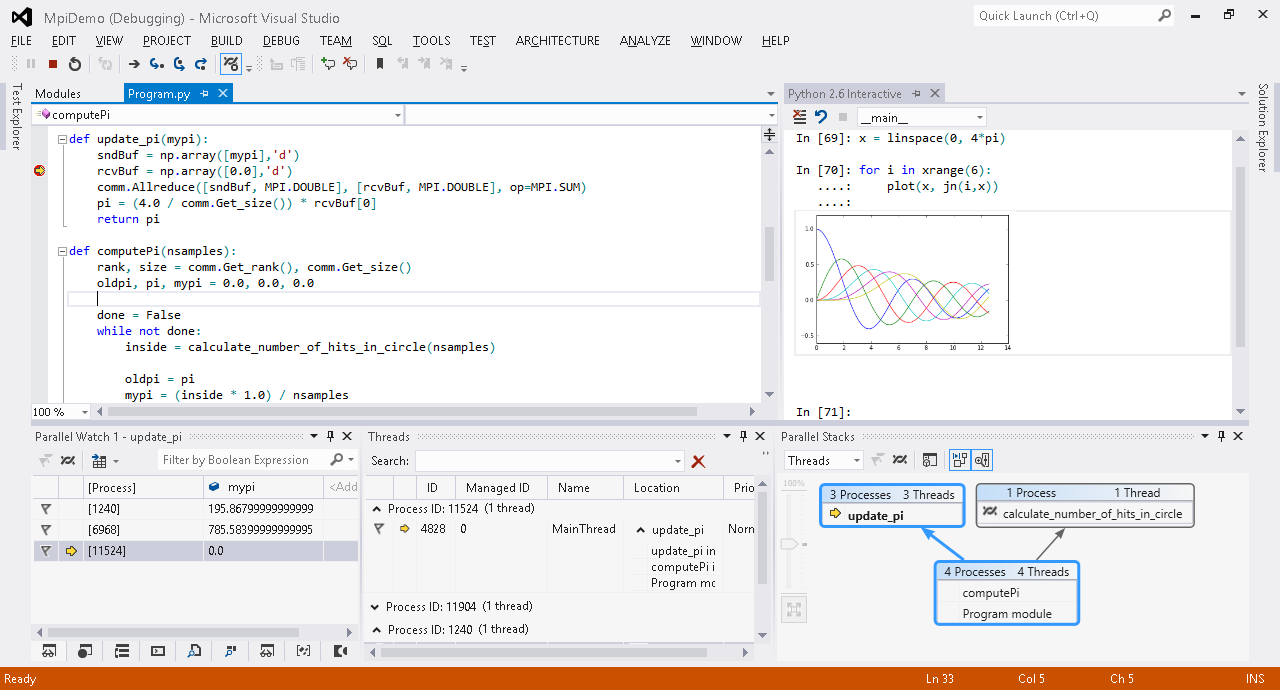 MpiDemo (Debugging) - Microsoft Visual Studio
Quick Launch (Ctrl+Q)
FILE EDIT VIEW PROJECT BUILD DEBUG TEAM SQL TOOLS TEST ARCHITECTURE ANALYZE WINDOW HELP
Test Explorer
Modules Program.py
computePi
def update_pi(mypi):
sndBuf = np.array([mypi],'d')
rcvBuf = np.array([0.0],'d')
comm.Allreduce([sndBuf, MPI.DOUBLE], [rcvBuf, MPI.DOUBLE], op=MPI.SUM)
pi = (4.0 / comm.Get_size()) * rcvBuf[0]
return pi
def computePi(nsamples):
rank, size = comm.Get_rank(), comm.Get_size()
oldpi, pi, mypi = 0.0, 0.0, 0.0
done = False
while not done:
inside = calculate_number_of_hits_in_circle(nsamples)
oldpi = pi
mypi = (inside * 1.0) / nsamples
100 %
Python 2.6 Interactive
__main__
In [69]: x = linspace(0, 4*pi)
In [70]: for i in xrange(6):
....: plot(x, jn(i,x))
....:
1.0
0.5
0.0
-0.5
0 2 4 6 8 10 12 14
In [71]:
Solution Explorer
Parallel Watch 1 - update_pi
Filter by Boolean Expression
[Process] mypi <Add
[1240] 195.86799999999999
[6968] 785.58399999999995
[11524] 0.0
Threads
Search:
ID Managed ID Name Location Prio
Process ID: 11524 (1 thread)
4828 0 MainThread update_pi Norn
update_pi in
computePi i
Program mc
Process ID: 11904 (1 thread)
Process ID: 1240 (1 thread)
Parallel Stacks
Threads
100%
3 Processes 3 Threads
update_pi
1 Process 1 Thread
calculate_number_of_hits_in_circle
4 Processes 4 Threads
computePi
Program module
Ready Ln 33 Col 5 Ch 5 INS